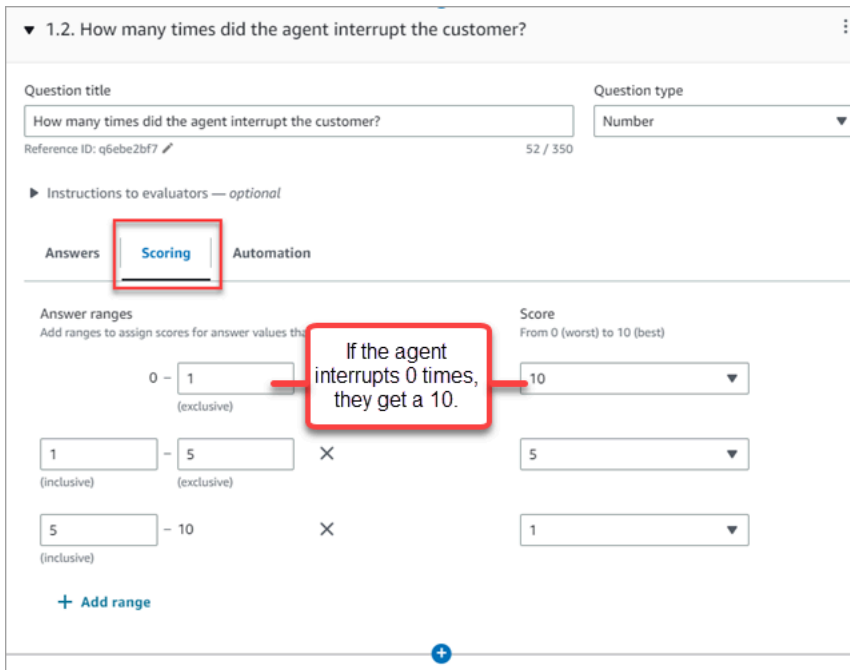 1.2. How many times did the agent interrupt the customer?
Question title
Question type
How many times did the agent interrupt the customer?
Number
Reference ID: q6ebe2bf7
52 / 350
Instructions to evaluators — optional
Answers
Scoring
Automation
Answer ranges
Score
Add ranges to assign scores for answer values
From 0 (worst) to 10 (best)
If the agent
interrupts 0 times,
they get a 10.
0 – 1
10
(exclusive)
1 – 5
5
(inclusive)
(exclusive)
5 – 10
1
(inclusive)
+ Add range